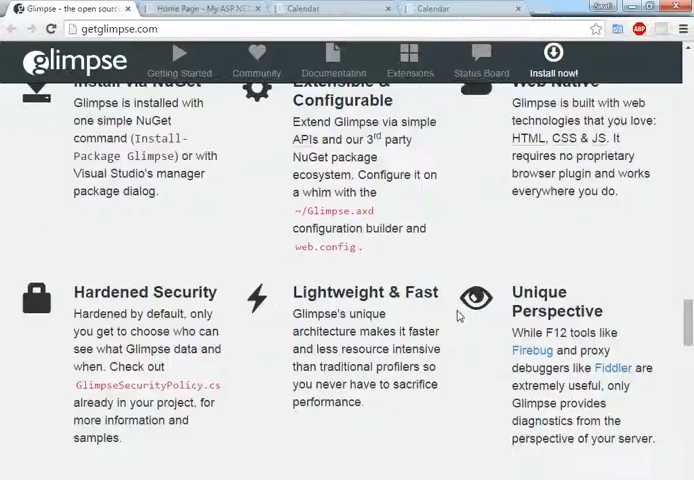 Glimpse - the open source
Home Page - My ASP.NET
Calendar
Calendar
Swati
getglimpse.com
ABP
glimpse
Getting Started
Community
Documentation
Extensions
Status Board
Install now!
Install via NuGet
Glimpse is installed with
one simple NuGet
command (Install-
Package Glimpse) or with
Visual Studio's manager
package dialog.
Extensible &
Configurable
Extend Glimpse via simple
APIs and our 3rd party
NuGet package
ecosystem. Configure it on
a whim with the
~/Glimpse.axd
configuration builder and
web.config.
Web Native
Glimpse is built with web
technologies that you love:
HTML, CSS & JS. It
requires no proprietary
browser plugin and works
everywhere you do.
Hardened Security
Hardened by default, only
you get to choose who can
see what Glimpse data and
when. Check out
GlimpseSecurityPolicy.cs
already in your project, for
more information and
samples.
Lightweight & Fast
Glimpse's unique
architecture makes it faster
and less resource intensive
than traditional profilers so
you never have to sacrifice
performance.
Unique
Perspective
While F12 tools like
Firebug and proxy
debuggers like Fiddler are
extremely useful, only
Glimpse provides
diagnostics from the
perspective of your server.